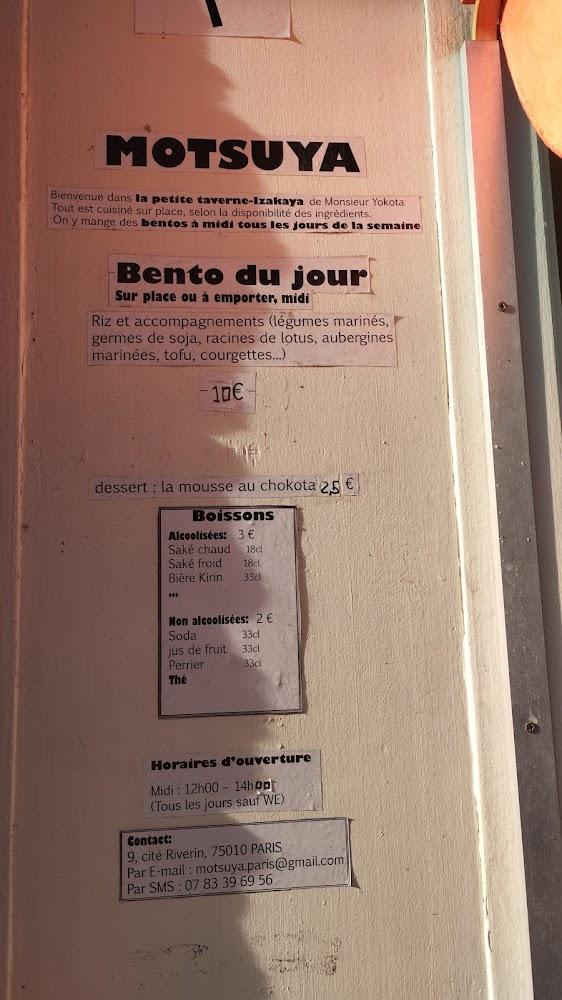 MOTSUYA
Bienvenue dans la petite taverne-Izakaya de Monsieur Yokota
Tout est cuisiné sur place, selon la disponibilité des ingrédients.
On y mange des bentos à midi tous les jours de la semaine
Bento du jour
Sur place ou à emporter, midi
Riz et accompagnements (légumes marinés,
germes de soja, racines de lotus, aubergines
marinées, tofu, courgettes...)
10€
dessert : la mousse au chokota 2,5 €
Boissons
Alcoolisées: 3 €
Saké chaud 18cl
Saké froid 18cl
Bière Kirin 33cl
...
Non alcoolisées: 2 €
Soda 33cl
jus de fruit 33cl
Perrier 33cl
Thé
Horaires d'ouverture
Midi : 12h00 – 14h00
(Tous les jours sauf WE)
Contact:
9, cité Riverin, 75010 PARIS
Par E-mail : motsuya.paris@gmail.com
Par SMS : 07 83 39 69 56